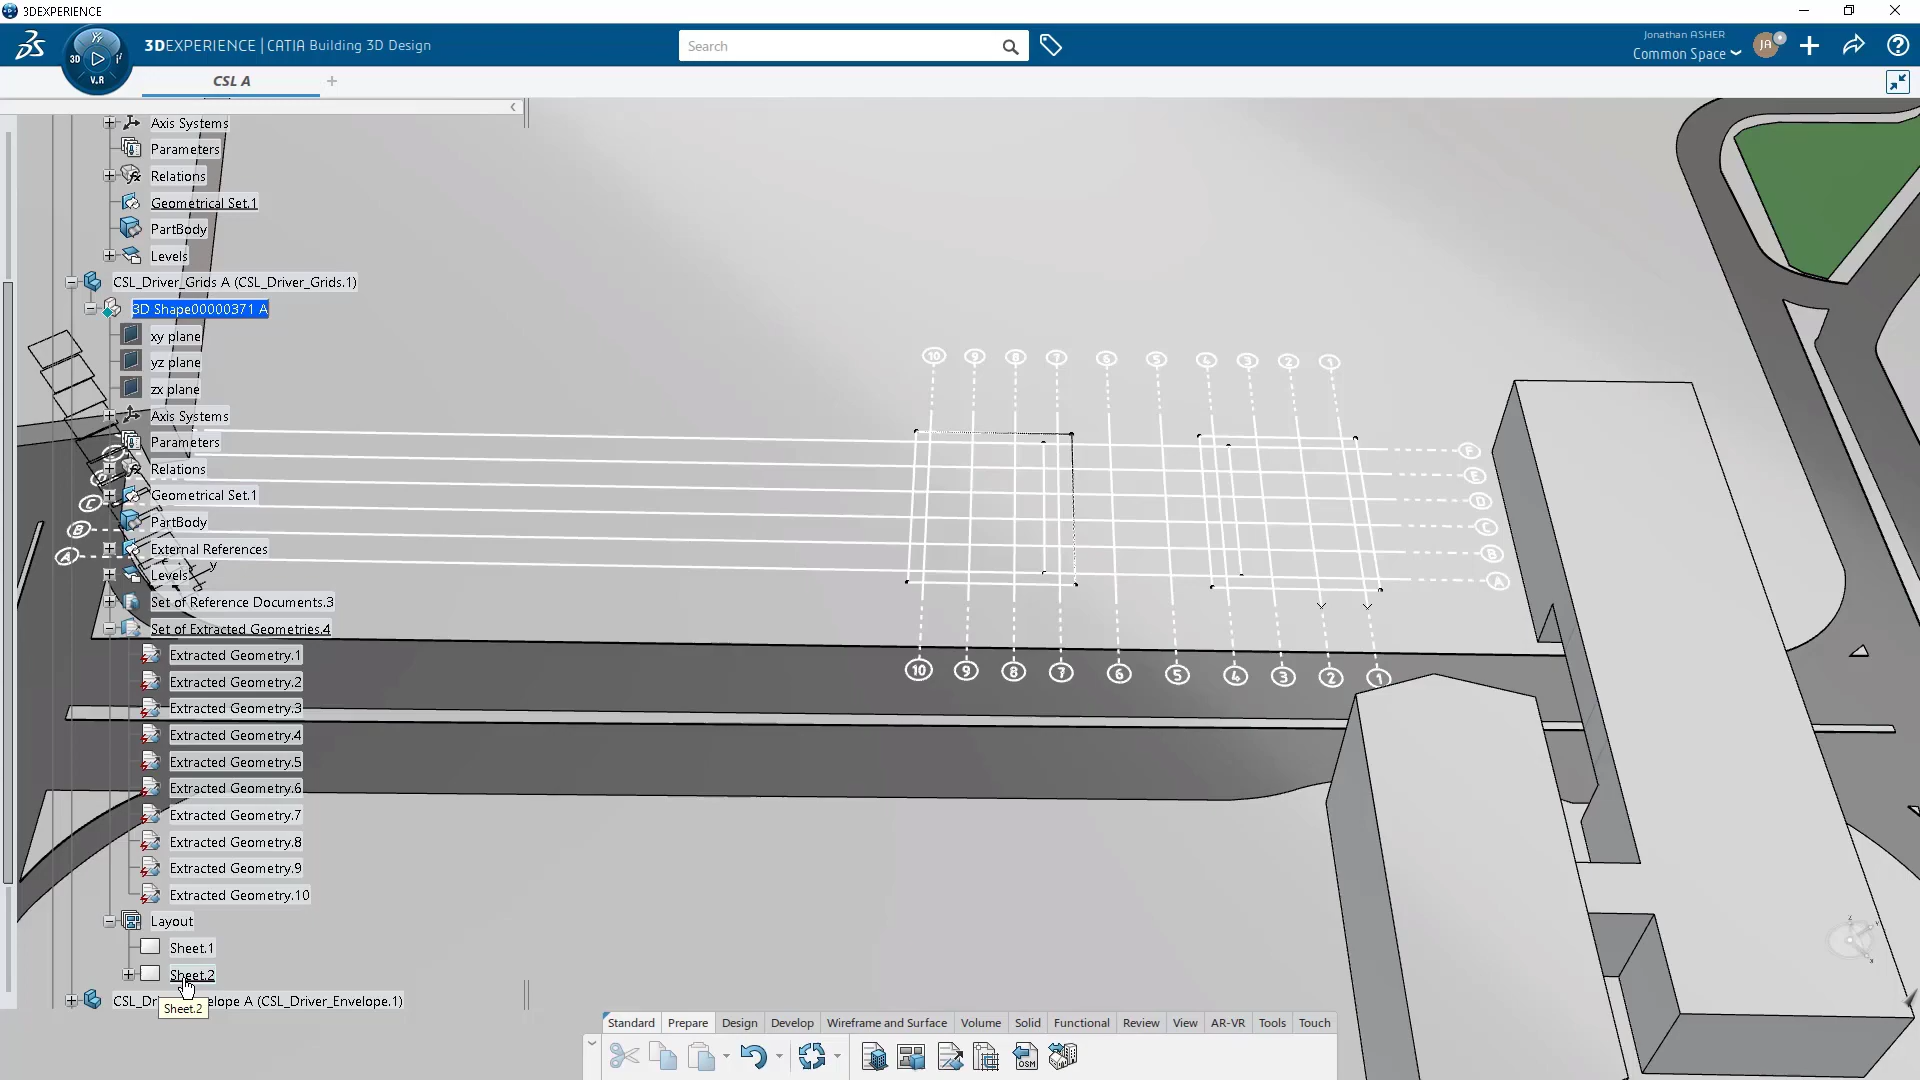 3DEXPERIENCE
3DEXPERIENCE | CATIA Building 3D Design
3D
V.R
Search
Jonathan ASHER
Common Space
JA
CSL A
Axis Systems
Parameters
Relations
Geometrical Set.1
PartBody
Levels
CSL_Driver_Grids A (CSL_Driver_Grids.1)
3D Shape00000371 A
xy plane
yz plane
zx plane
Axis Systems
Parameters
Relations
Geometrical Set.1
PartBody
External References
Levels
Set of Reference Documents.3
Set of Extracted Geometries.4
Extracted Geometry.1
Extracted Geometry.2
Extracted Geometry.3
Extracted Geometry.4
Extracted Geometry.5
Extracted Geometry.6
Extracted Geometry.7
Extracted Geometry.8
Extracted Geometry.9
Extracted Geometry.10
Layout
Sheet.1
Sheet.2
elope A (CSL_Driver_Envelope.1)
Sheet.2
10 9 8 7 6 5 4 3 2 1
F
E
D
C
B
A
C
B
A
y
10 9 8 7 6 5 4 3 2 1
Standard Prepare Design Develop Wireframe and Surface Volume Solid Functional Review View AR-VR Tools Touch
OSM